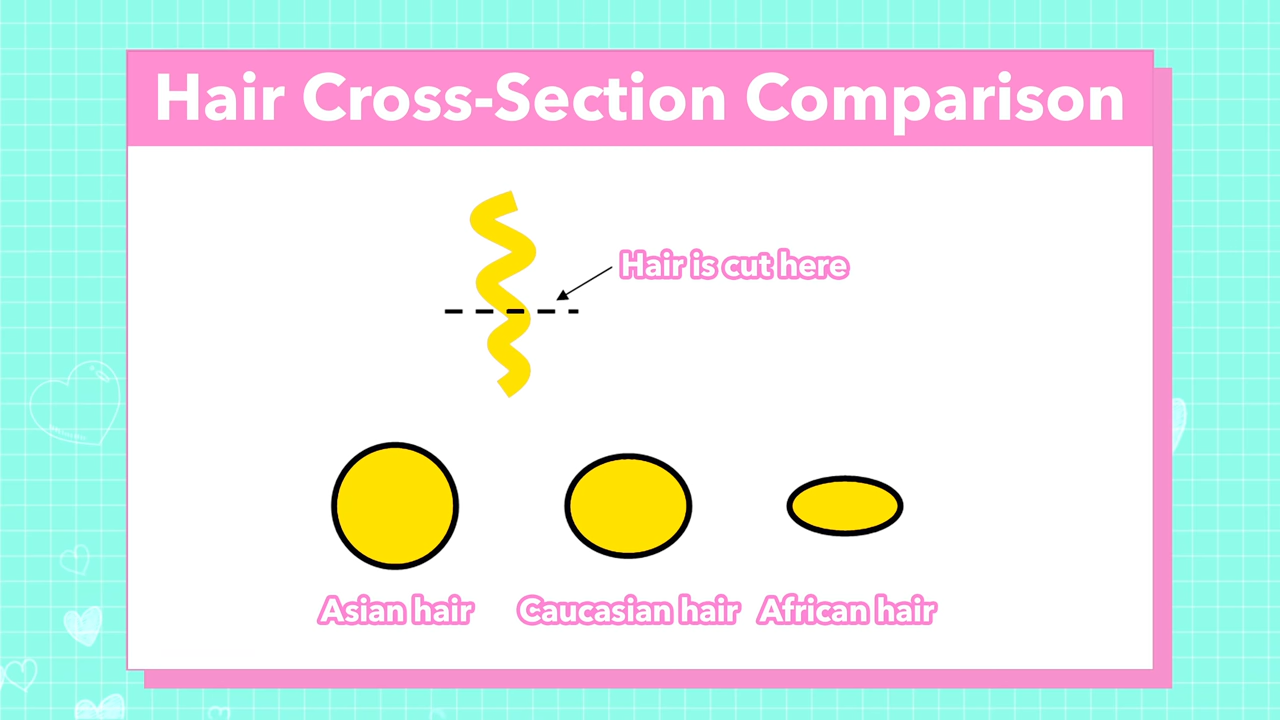 Hair Cross-Section Comparison
Hair is cut here
Asian hair
Caucasian hair
African hair